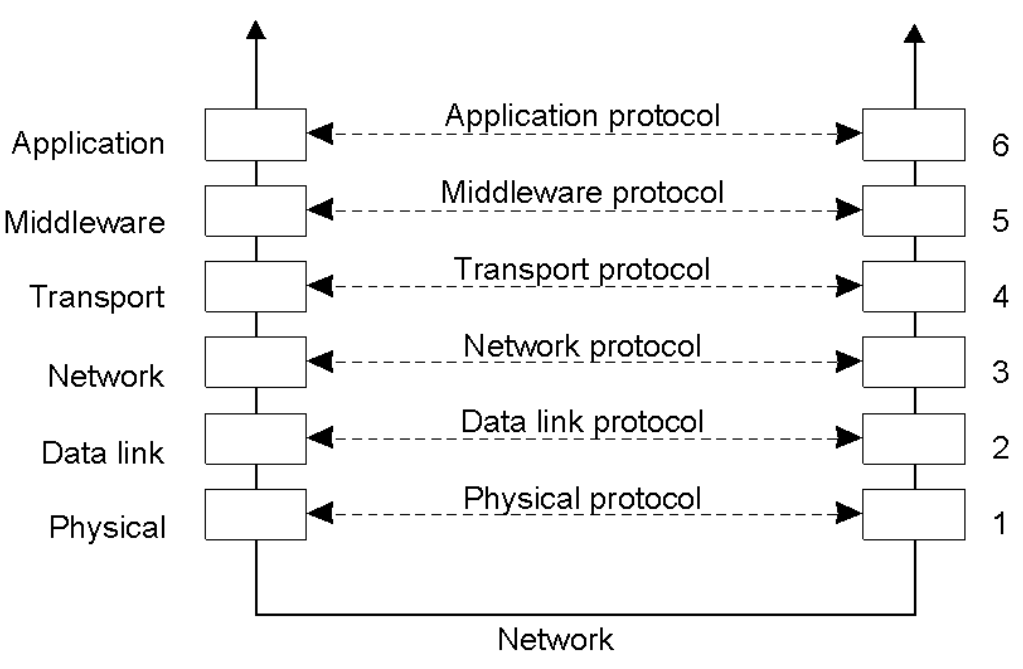 Application protocol
Application 6
Middleware protocol
Middleware 5
Transport protocol
Transport 4
Network protocol
Network 3
Data link protocol
Data link 2
Physical protocol
Physical 1
Network